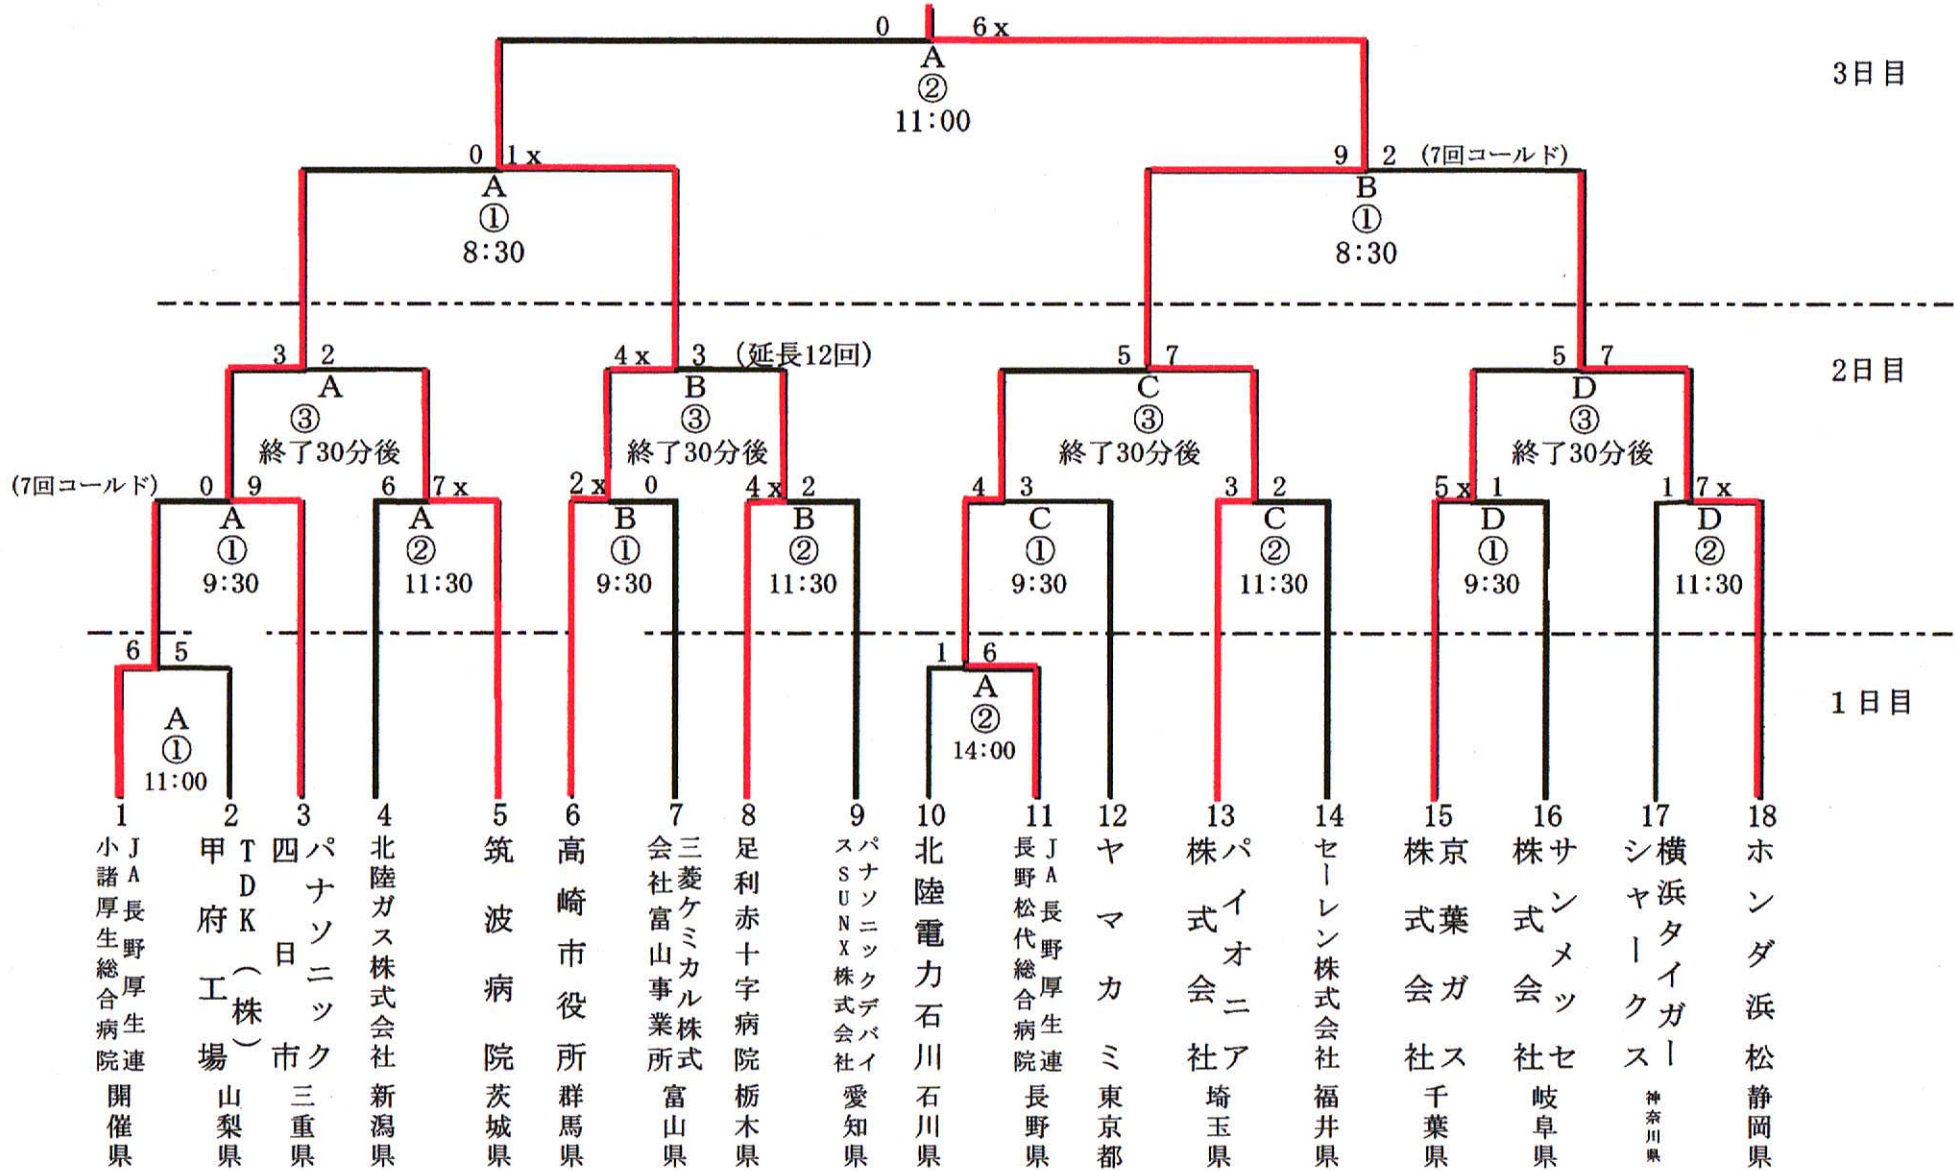 0 6 x
A
②
11:00
3日目
0 1 x
A
①
8:30
9 2 (7回コールド)
B
①
8:30
3 2
A
③
終了30分後
4 x 3 (延長12回)
B
③
終了30分後
5 7
C
③
終了30分後
5 7
D
③
終了30分後
2日目
(7回コールド) 0 9
A
①
9:30
6 7 x
A
②
11:30
2 x 0
B
①
9:30
4 x 2
B
②
11:30
4 3
C
①
9:30
3 2
C
②
11:30
5 x 1
D
①
9:30
1 7 x
D
②
11:30
6 5
A
①
11:00
1 6
A
②
14:00
1日目
1
JA長野厚生連
小諸厚生総合病院
開催県
2
TDK(株)
甲府工場
山梨県
3
パナソニック
四日市
三重県
4
北陸ガス株式会社
新潟県
5
筑波病院
茨城県
6
高崎市役所
群馬県
7
三菱ケミカル株式
会社富山事業所
富山県
8
足利赤十字病院
栃木県
9
パナソニックデバイ
スSUNX株式会社
愛知県
10
北陸電力石川
石川県
11
JA長野厚生連
長野松代総合病院
長野県
12
ヤマカミ
東京都
13
パイオニア
株式会社
埼玉県
14
セーレン株式会社
福井県
15
京葉ガス
株式会社
千葉県
16
サンメッセ
株式会社
岐阜県
17
横浜タイガー
シャークス
神奈川県
18
ホンダ浜松
静岡県